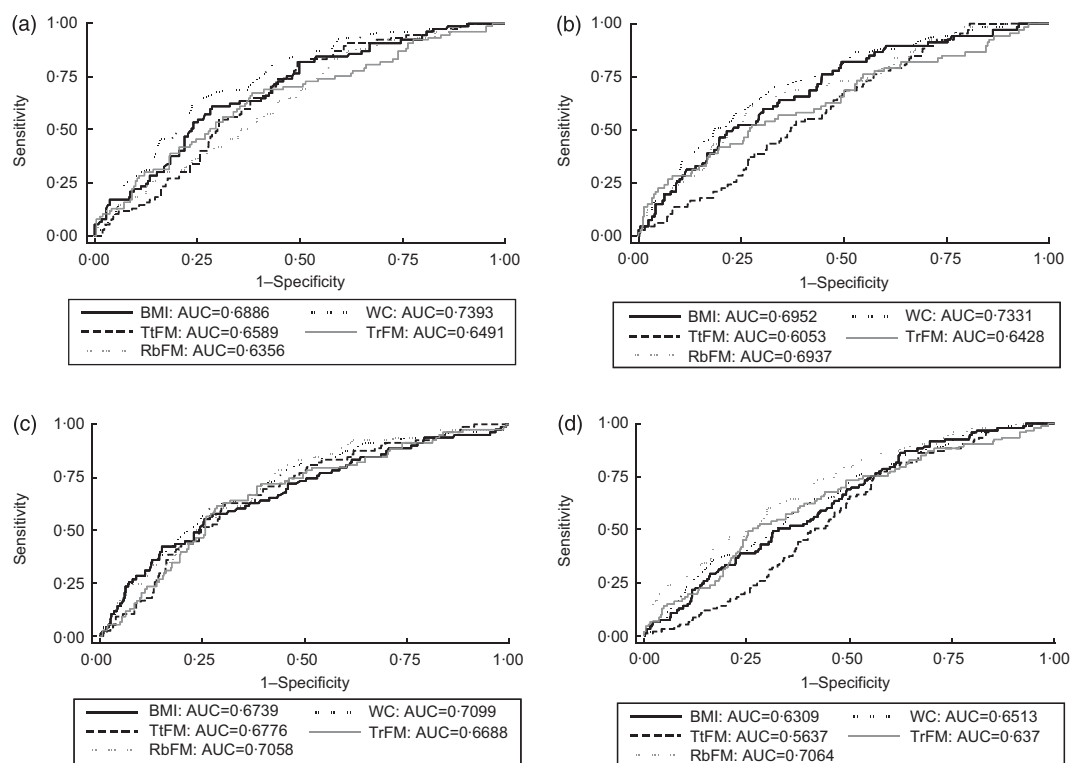 (a)
1·00
0·75
0·50
0·25
0·00
Sensitivity
0·00 0·25 0·50 0·75 1·00
1–Specificity
BMI: AUC=0·6886 WC: AUC=0·7393
TtFM: AUC=0·6589 TrFM: AUC=0·6491
RbFM: AUC=0·6356
(b)
1·00
0·75
0·50
0·25
0·00
Sensitivity
0·00 0·25 0·50 0·75 1·00
1–Specificity
BMI: AUC=0·6952 WC: AUC=0·7331
TtFM: AUC=0·6053 TrFM: AUC=0·6428
RbFM: AUC=0·6937
(c)
1·00
0·75
0·50
0·25
0·00
Sensitivity
0·00 0·25 0·50 0·75 1·00
1–Specificity
BMI: AUC=0·6739 WC: AUC=0·7099
TtFM: AUC=0·6776 TrFM: AUC=0·6688
RbFM: AUC=0·7058
(d)
1·00
0·75
0·50
0·25
0·00
Sensitivity
0·00 0·25 0·50 0·75 1·00
1–Specificity
BMI: AUC=0·6309 WC: AUC=0·6513
TtFM: AUC=0·5637 TrFM: AUC=0·637
RbFM: AUC=0·7064